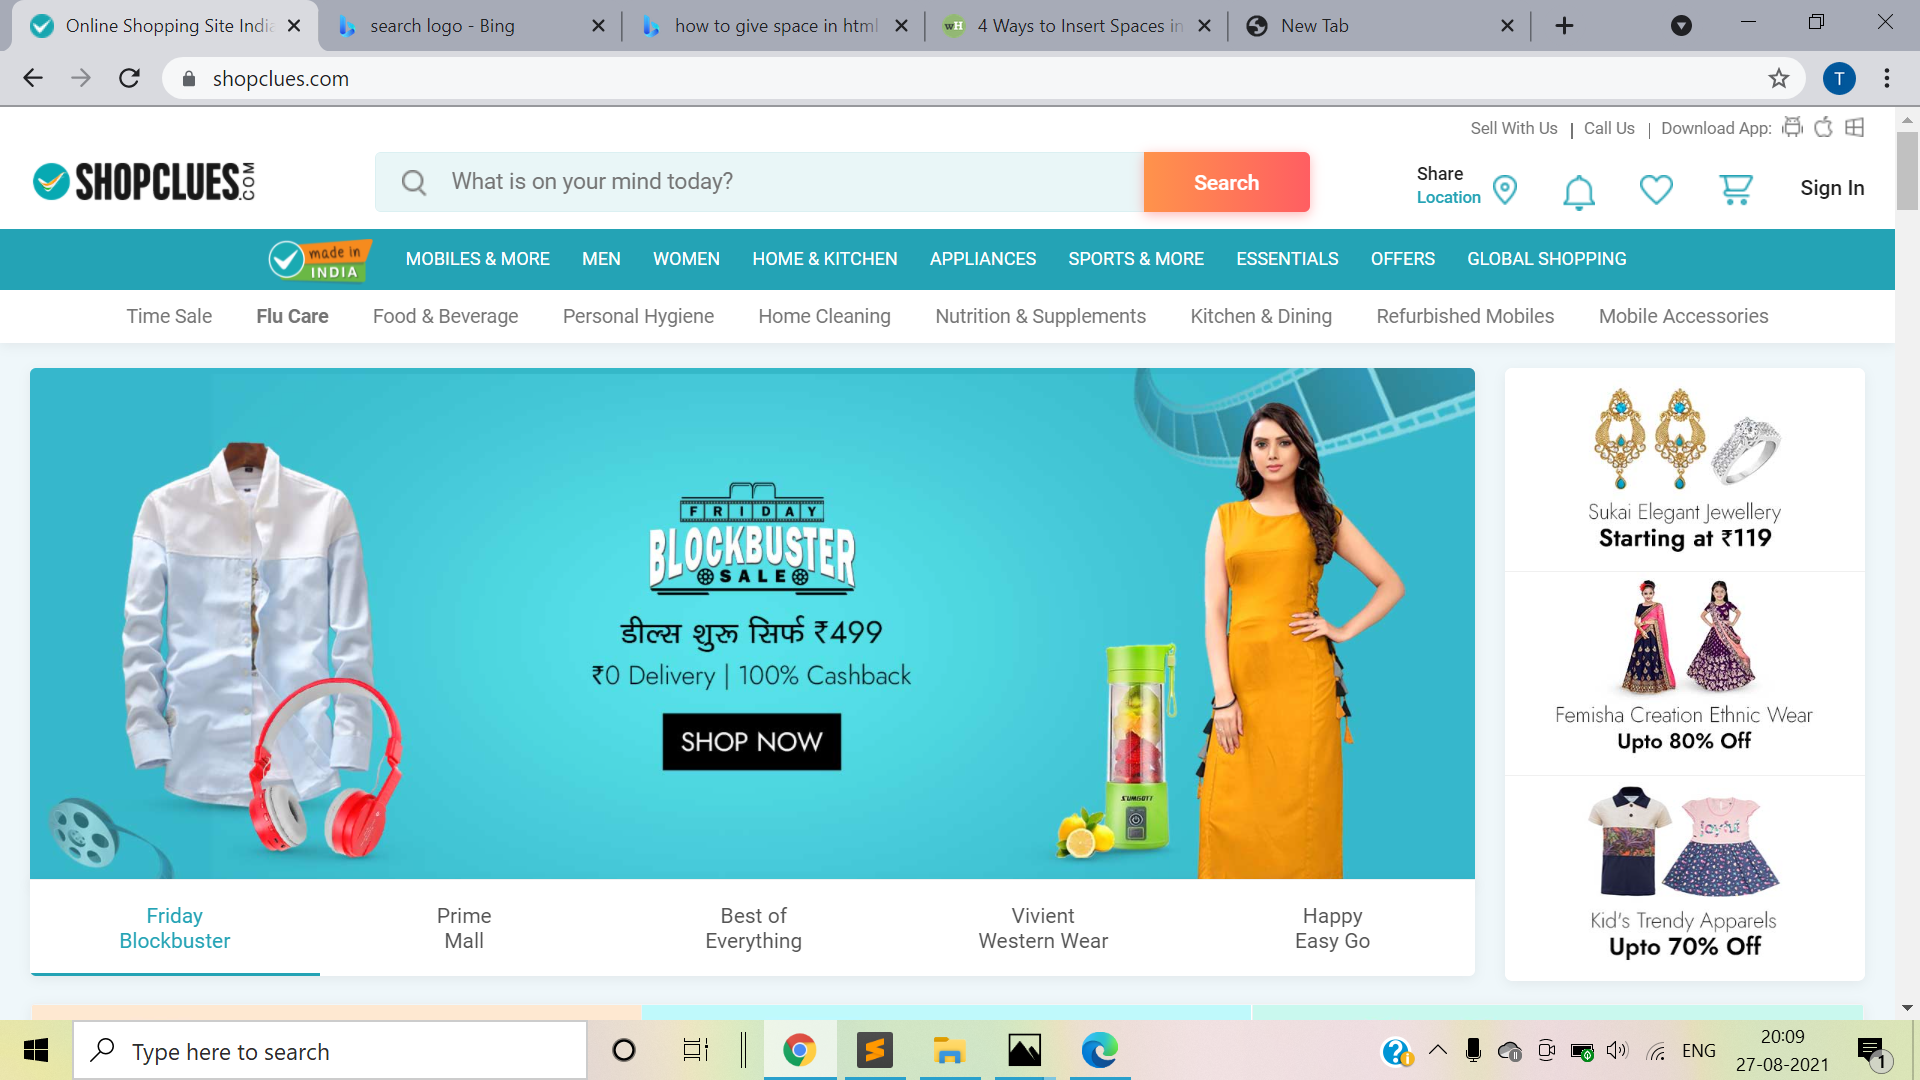 Online Shopping Site India
search logo - Bing
how to give space in html
4 Ways to Insert Spaces in
New Tab
shopclues.com
T
Sell With Us | Call Us | Download App:
SHOPCLUES.COM
What is on your mind today?
Search
Share
Location
Sign In
made in
INDIA
MOBILES & MORE MEN WOMEN HOME & KITCHEN APPLIANCES SPORTS & MORE ESSENTIALS OFFERS GLOBAL SHOPPING
Time Sale Flu Care Food & Beverage Personal Hygiene Home Cleaning Nutrition & Supplements Kitchen & Dining Refurbished Mobiles Mobile Accessories
FRIDAY
BLOCKBUSTER
SALE
डील्स शुरू सिर्फ ₹499
₹0 Delivery | 100% Cashback
SHOP NOW
SUMGOTT
Sukai Elegant Jewellery
Starting at ₹119
Femisha Creation Ethnic Wear
Upto 80% Off
joyful
Kid's Trendy Apparels
Upto 70% Off
Friday
Blockbuster
Prime
Mall
Best of
Everything
Vivient
Western Wear
Happy
Easy Go
Type here to search
ENG
20:09
27-08-2021
1